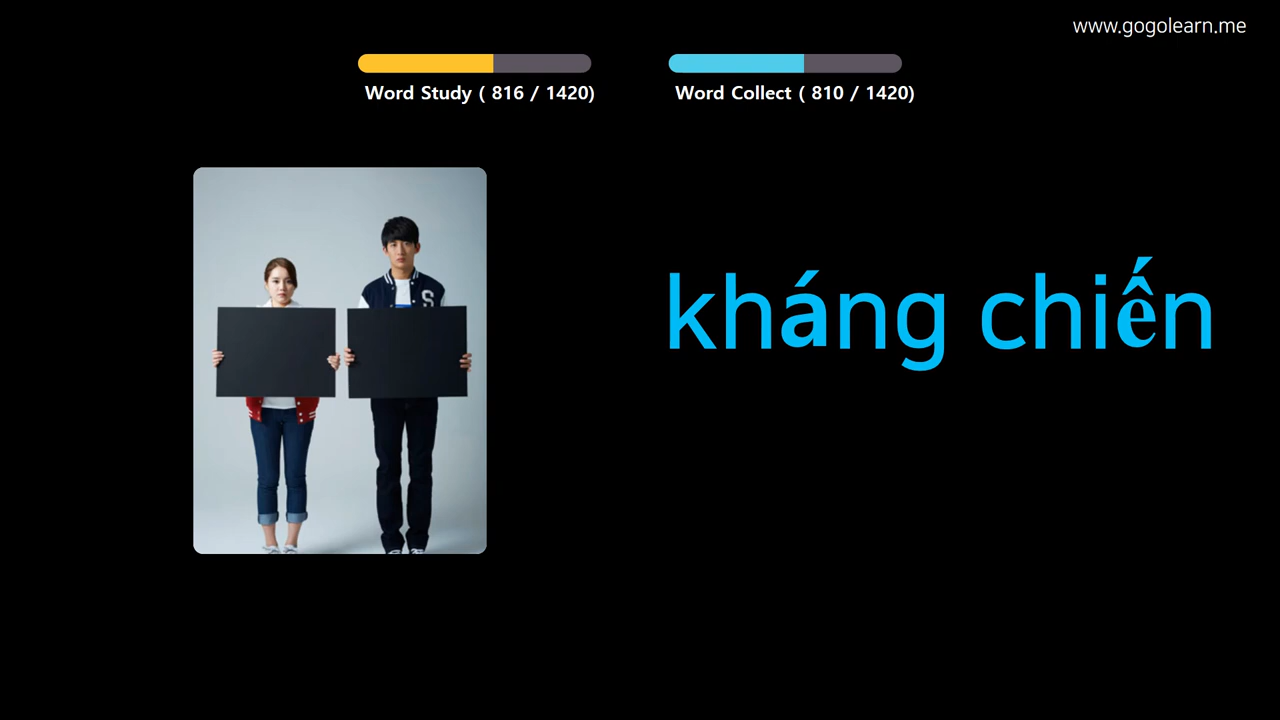 www.gogolearn.me
Word Study ( 816 / 1420)
Word Collect ( 810 / 1420)
S
kháng chiến